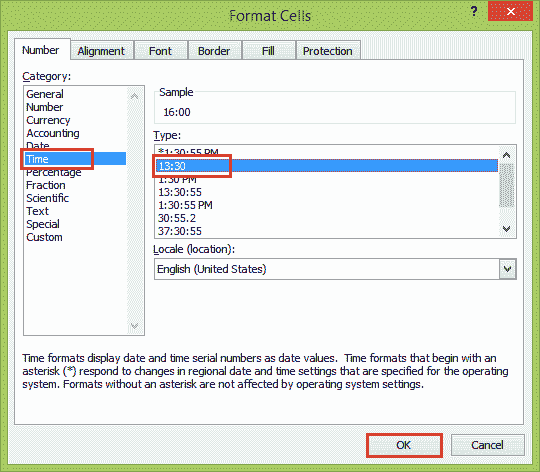 Format Cells
?
Number Alignment Font Border Fill Protection
Category:
General
Number
Currency
Accounting
Date
Time
Percentage
Fraction
Scientific
Text
Special
Custom
Sample
16:00
Type:
*1:30:55 PM
13:30
1:30 PM
13:30:55
1:30:55 PM
30:55.2
37:30:55
Locale (location):
English (United States)
Time formats display date and time serial numbers as date values.  Time formats that begin with an
asterisk (*) respond to changes in regional date and time settings that are specified for the operating
system. Formats without an asterisk are not affected by operating system settings.
OK Cancel